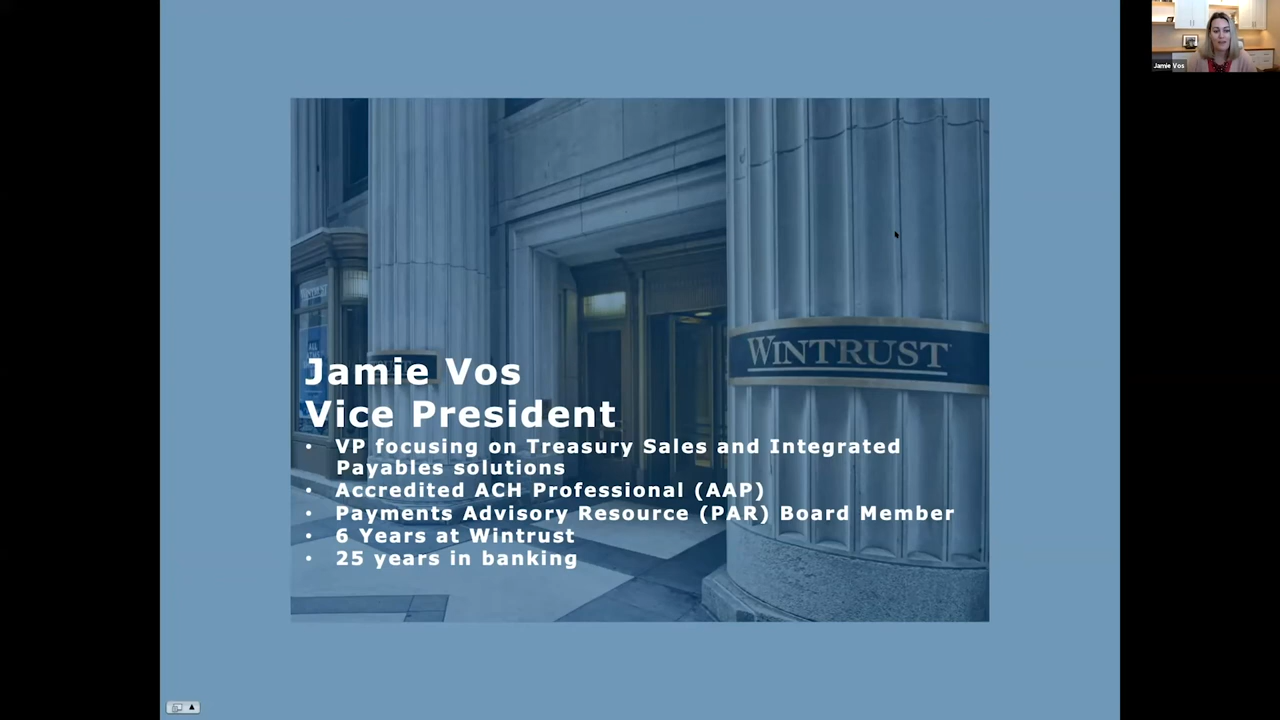 Jamie Vos
WINTRUST
Jamie Vos
Vice President
• VP focusing on Treasury Sales and Integrated
Payables solutions
• Accredited ACH Professional (AAP)
• Payments Advisory Resource (PAR) Board Member
• 6 Years at Wintrust
• 25 years in banking